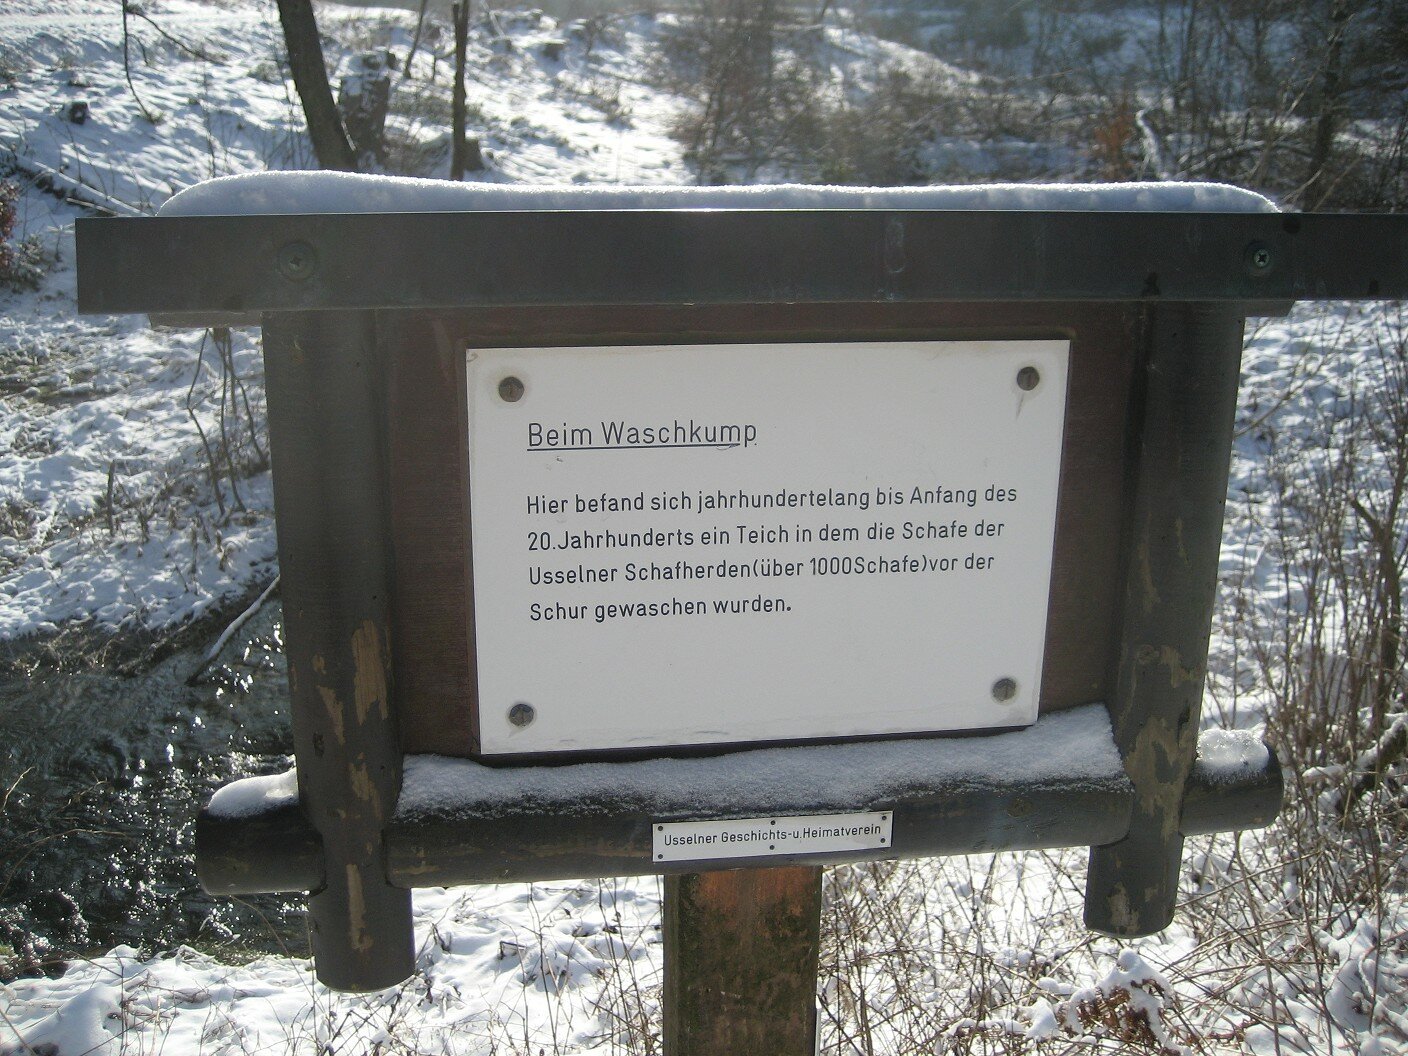 Beim Waschkump
Hier befand sich jahrhundertelang bis Anfang des
20.Jahrhunderts ein Teich in dem die Schafe der
Usselner Schafherden(über 1000Schafe)vor der
Schur gewaschen wurden.
Usselner Geschichts-u.Heimatverein